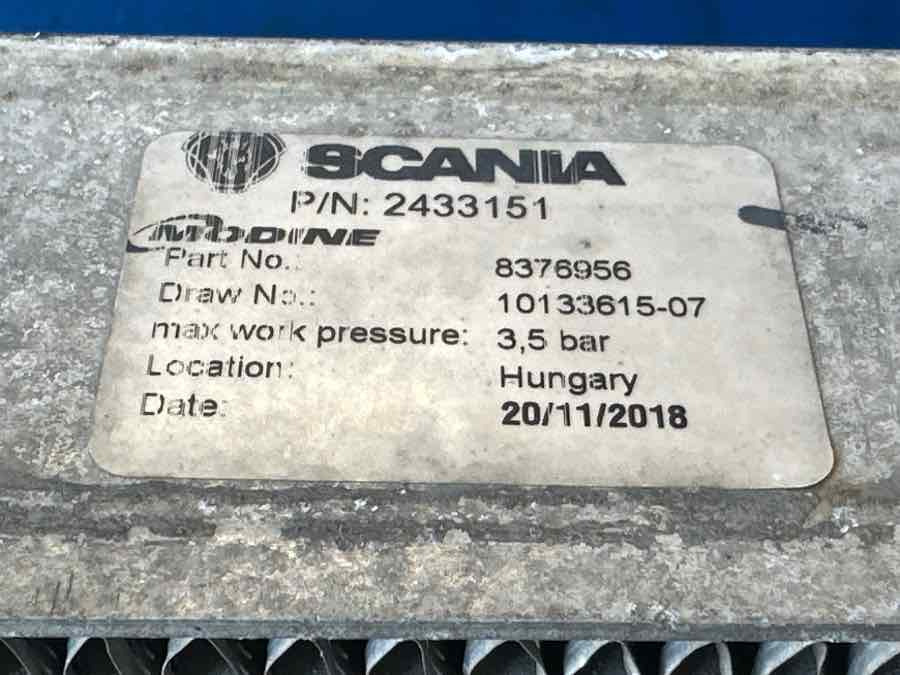 SCANIA
P/N: 2433151
MODINE
Part No.: 8376956
Draw No.: 10133615-07
max work pressure: 3,5 bar
Location: Hungary
Date: 20/11/2018